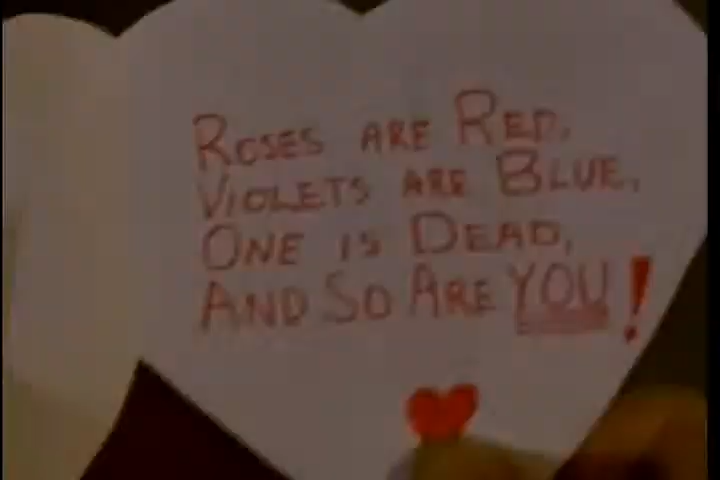 Roses are Red,
Violets are Blue,
One is Dead,
And So Are YOU!